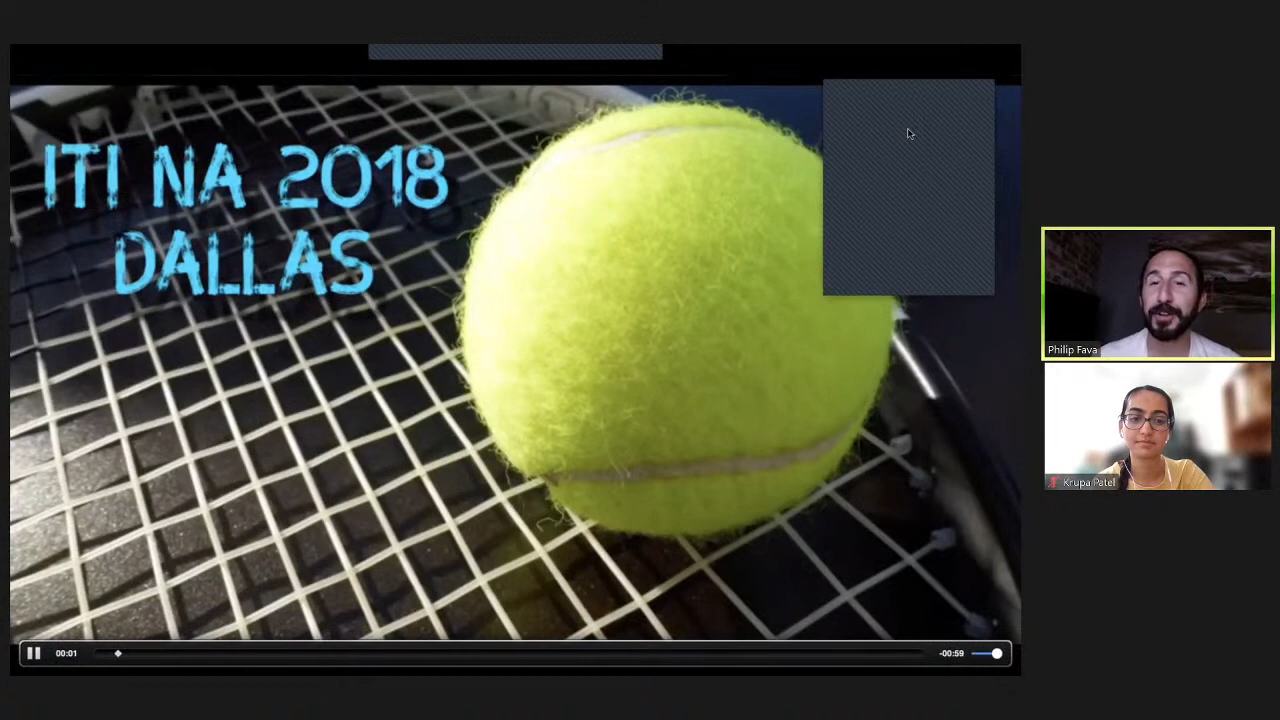 ITI NA 2018
DALLAS
Philip Fava
Krupa Patel
00:01
-00:59